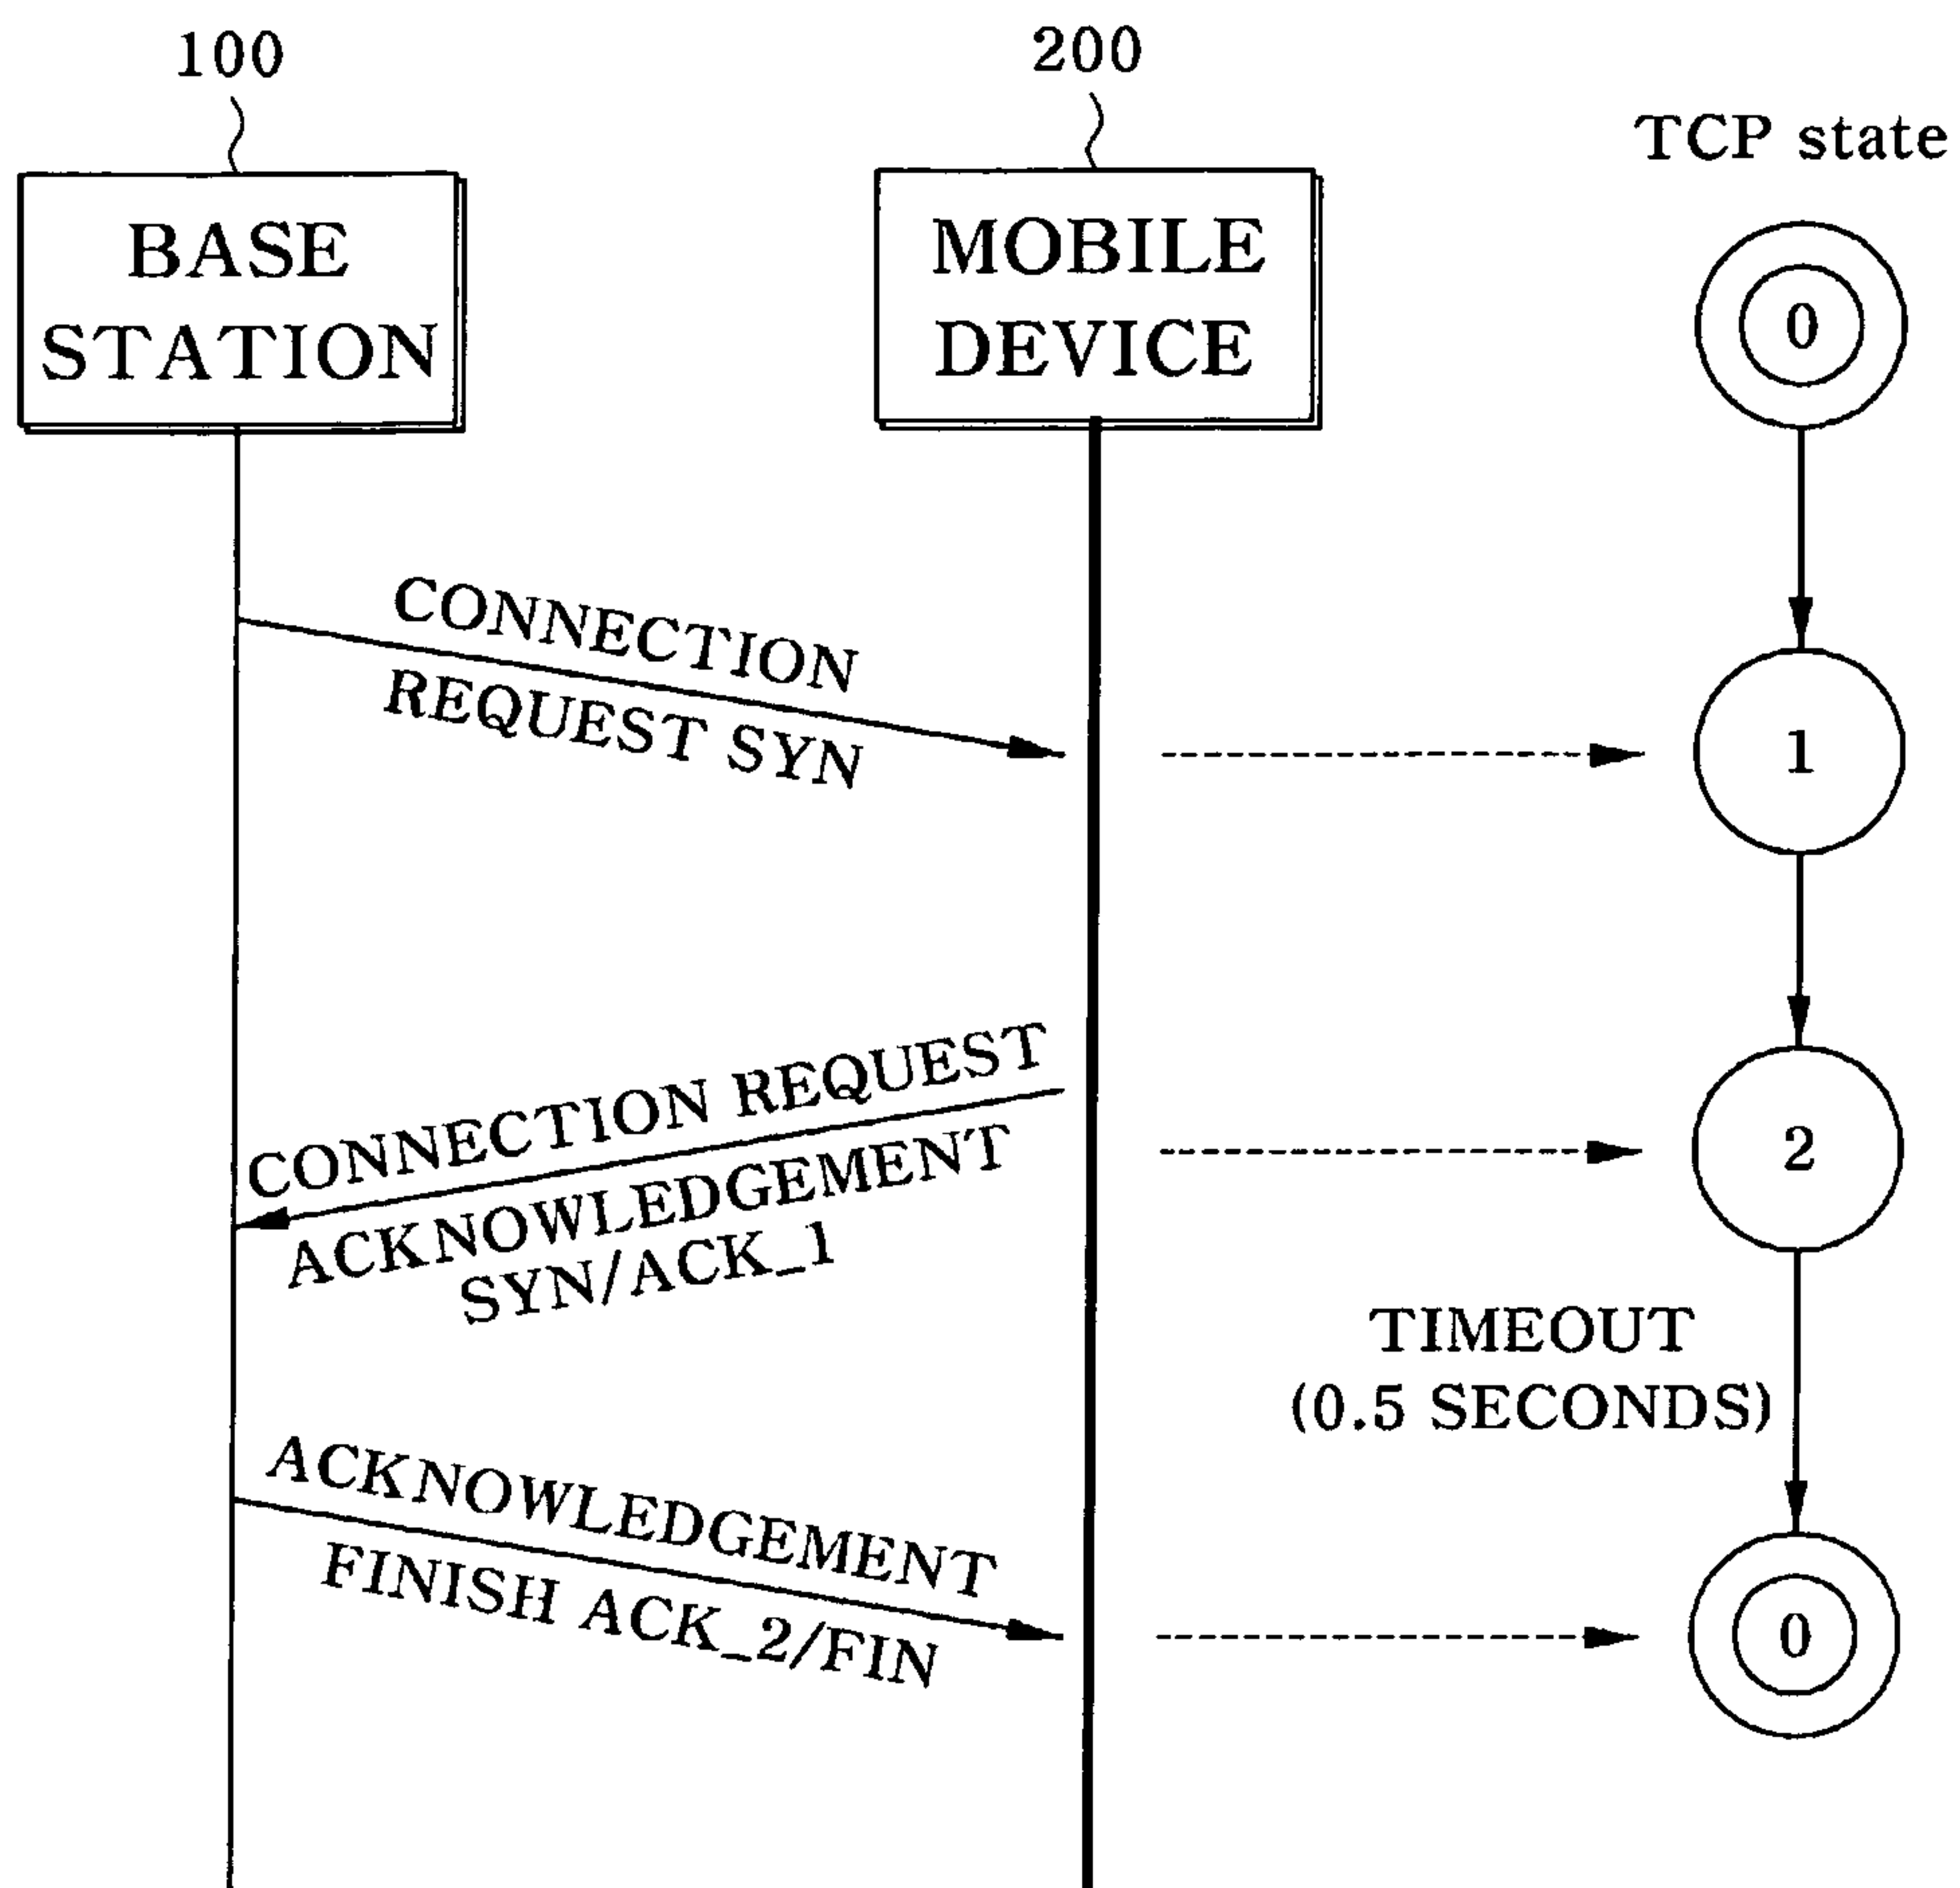 100
200
TCP state
BASE
STATION
MOBILE
DEVICE
0
CONNECTION
REQUEST SYN
1
CONNECTION REQUEST
ACKNOWLEDGEMENT
SYN/ACK_1
2
TIMEOUT
(0.5 SECONDS)
ACKNOWLEDGEMENT
FINISH ACK_2/FIN
0